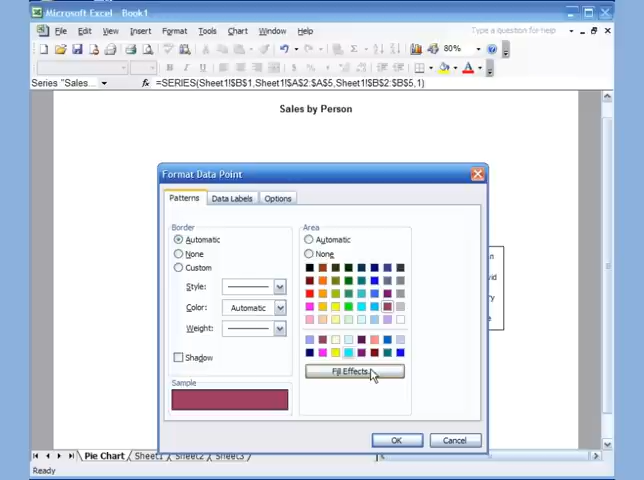 Microsoft Excel - Book1
File Edit View Insert Format Tools Chart Window Help Type a question for help
80%
Series "Sales... =SERIES(Sheet1!$B$1,Sheet1!$A$2:$A$5,Sheet1!$B$2:$B$5,1)
Sales by Person
Format Data Point
Patterns Data Labels Options
Border Area
Automatic Automatic
None None
Custom
Style:
Color: Automatic
Weight:
Shadow
Fill Effects...
Sample
OK Cancel
Pie Chart Sheet1 Sheet2 Sheet3
Ready